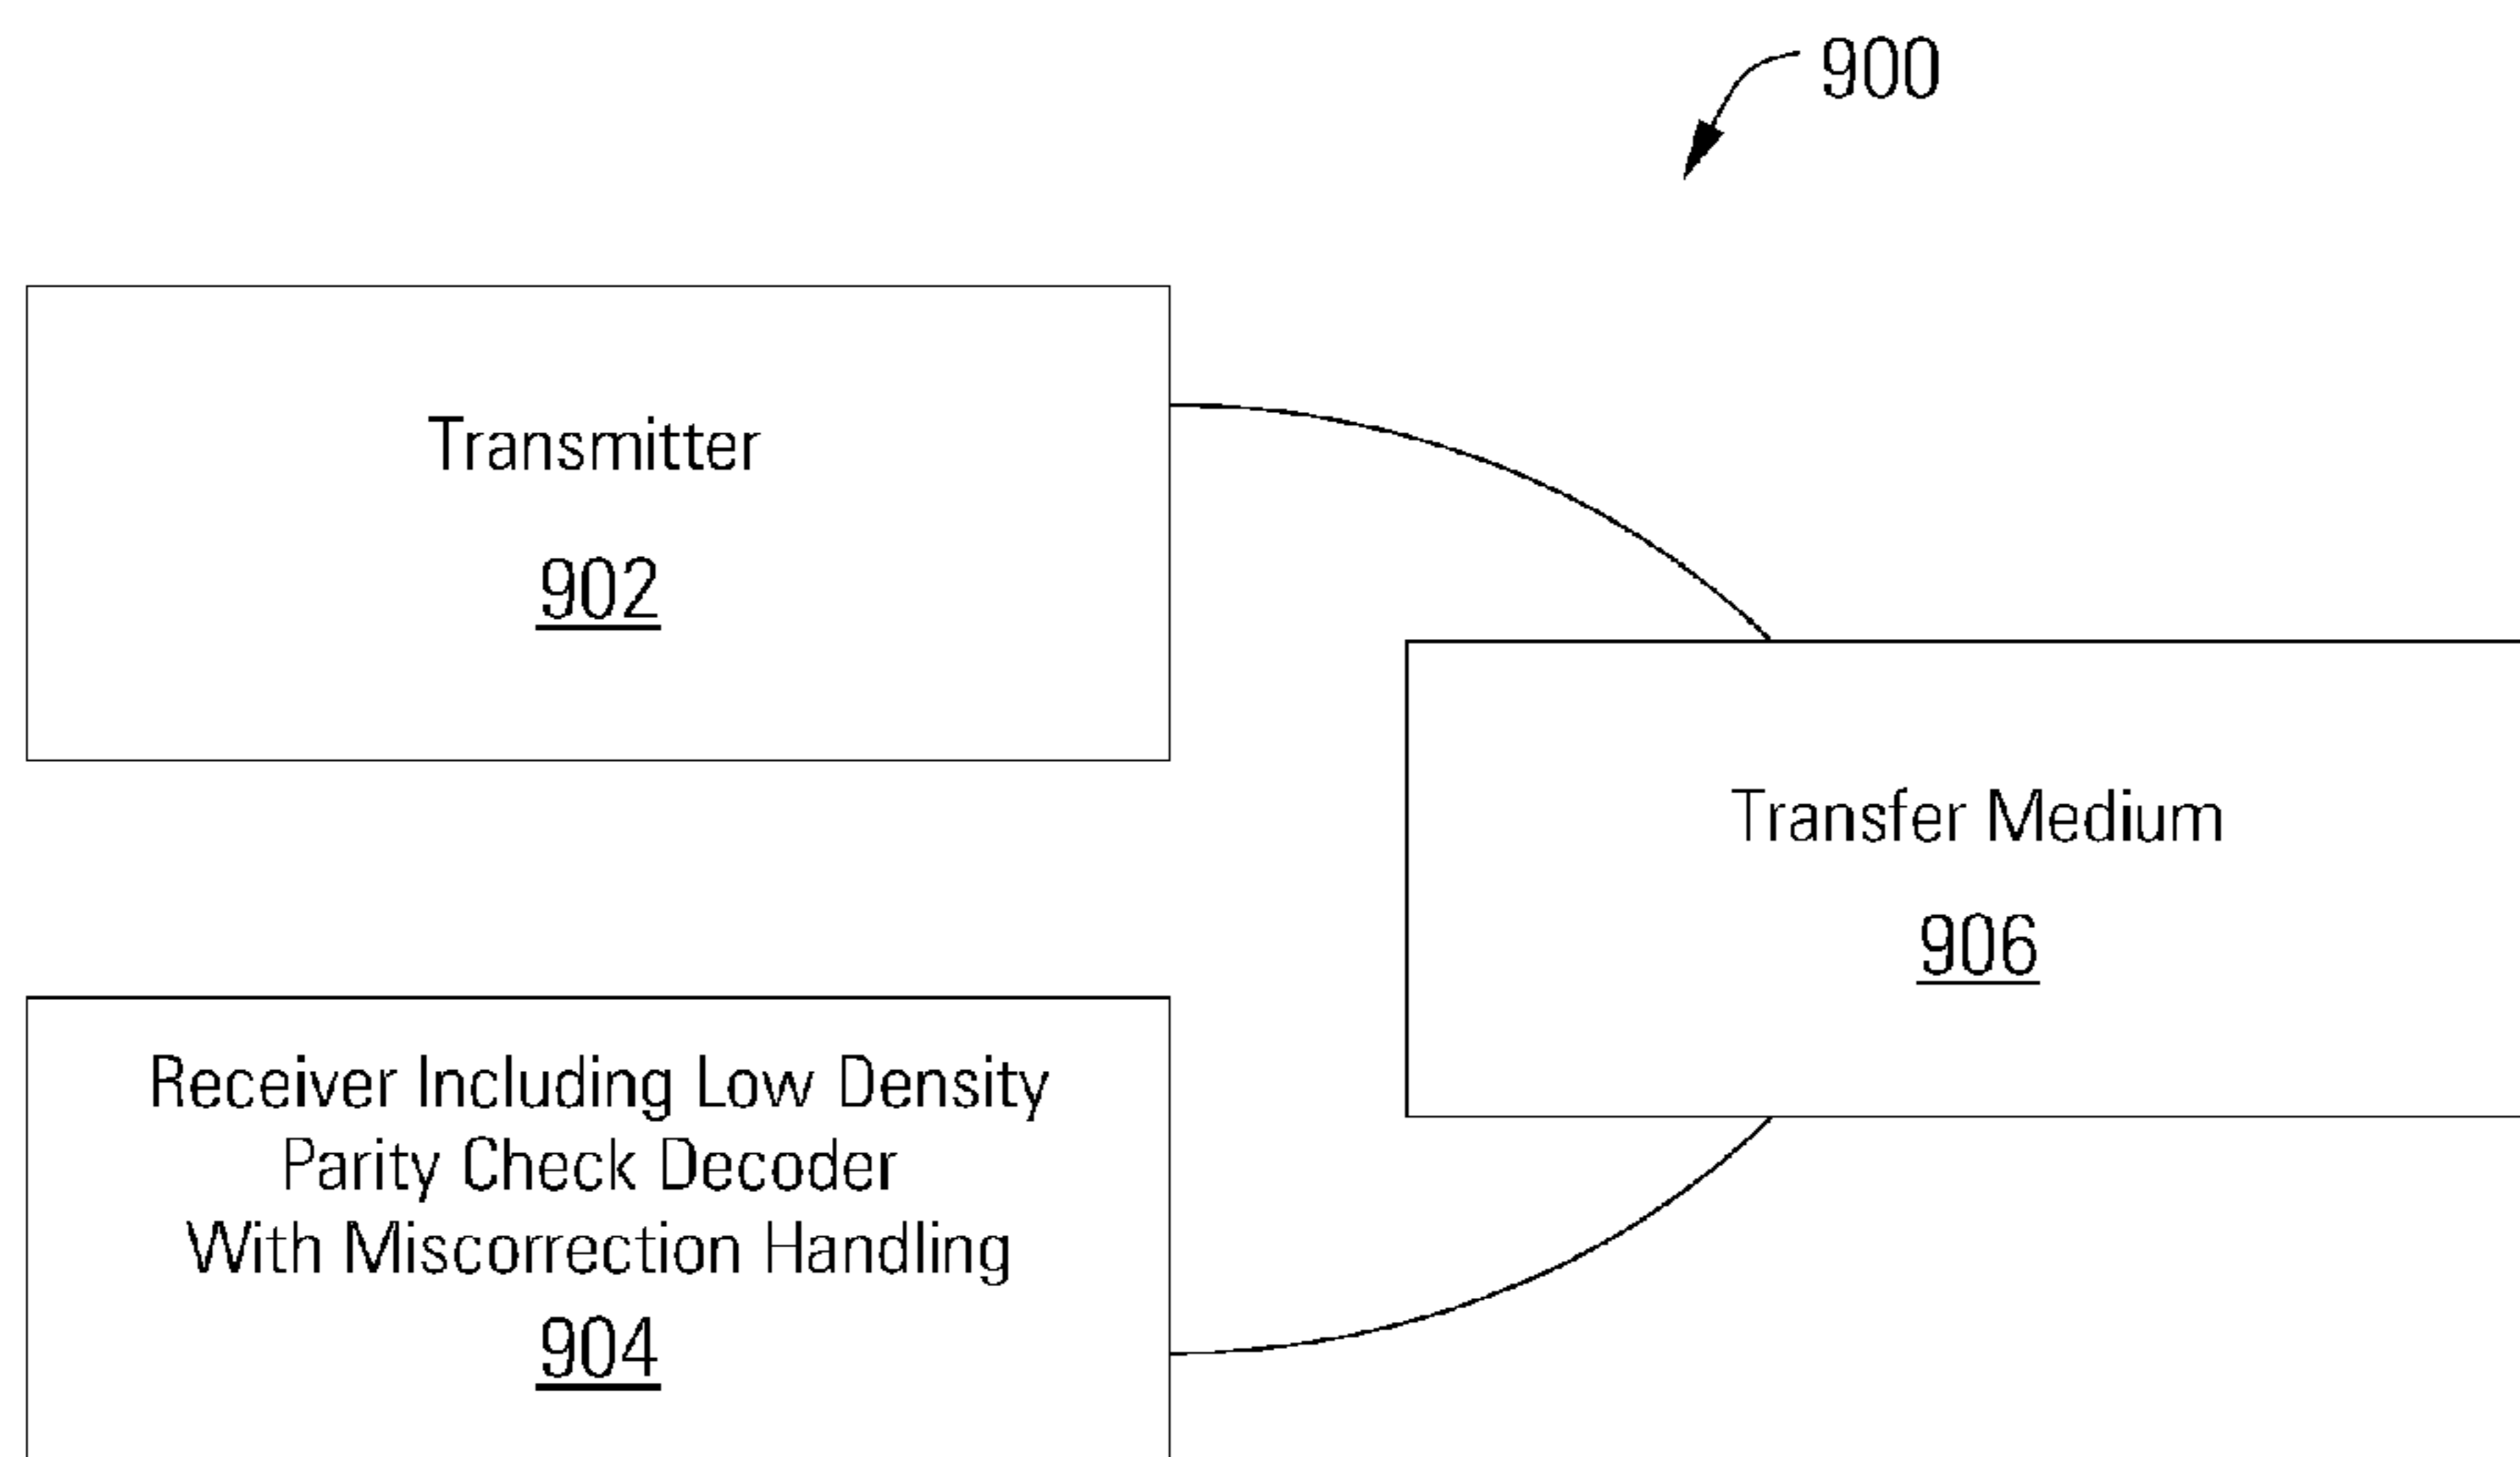 900
Transmitter
902
Transfer Medium
906
Receiver Including Low Density
Parity Check Decoder
With Miscorrection Handling
904